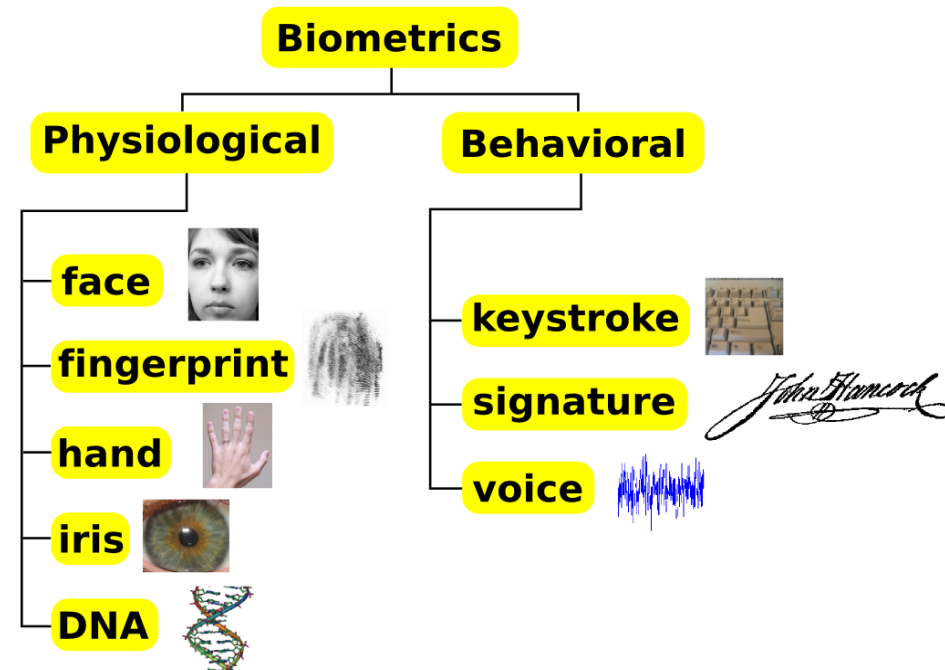 Biometrics
Physiological
Behavioral
face
fingerprint
hand
iris
DNA
keystroke
signature
John Hancock
voice